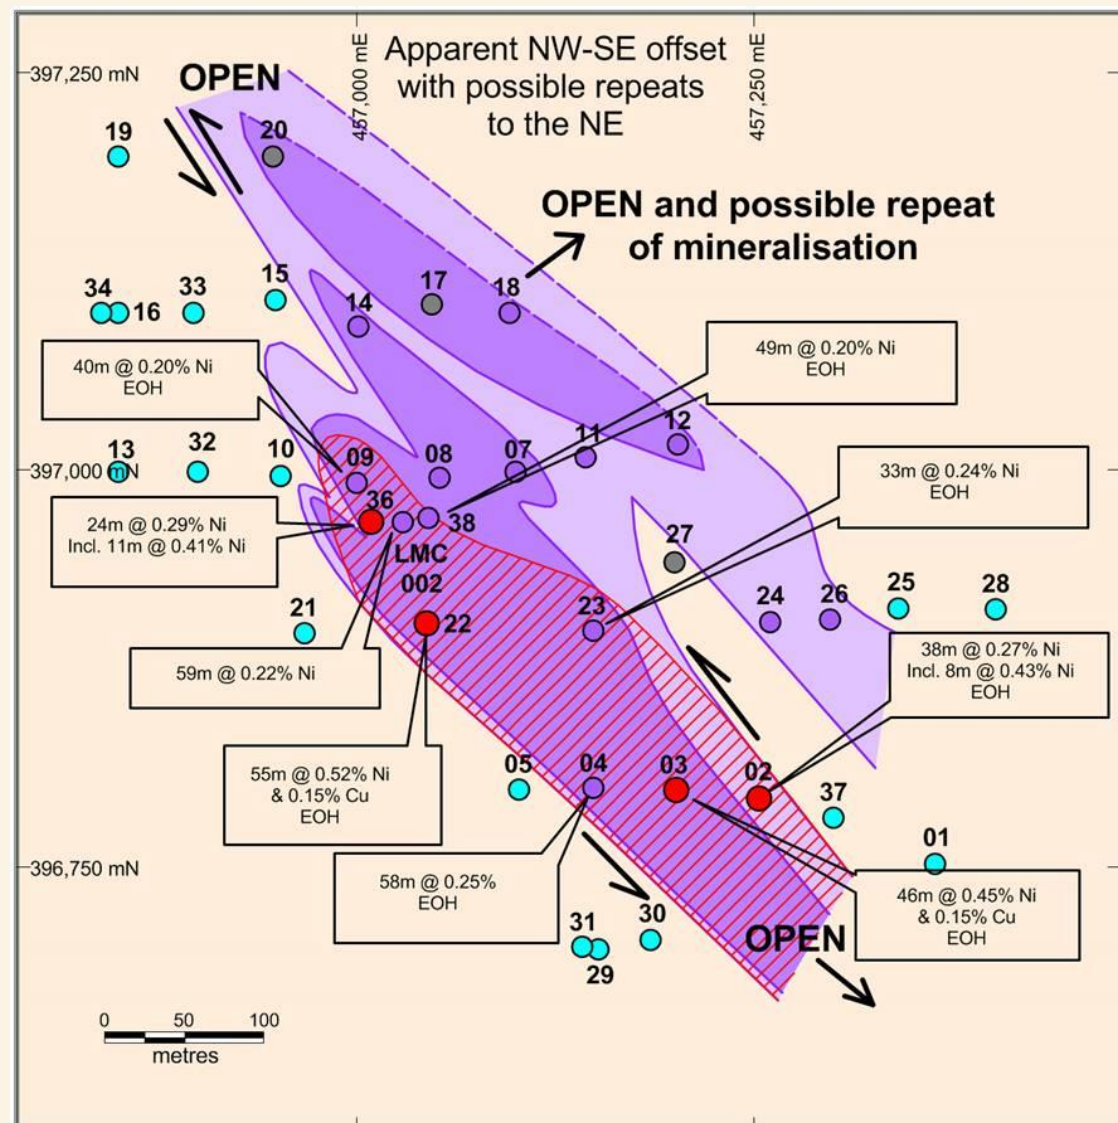 457,000 mE
457,250 mE
Apparent NW-SE offset
with possible repeats
to the NE
397,250 mN
OPEN
19
20
OPEN and possible repeat
of mineralisation
34
16
33
15
14
17
18
40m @ 0.20% Ni
EOH
49m @ 0.20% Ni
EOH
13
397,000 mN
32
10
09
08
07
11
12
33m @ 0.24% Ni
EOH
24m @ 0.29% Ni
Incl. 11m @ 0.41% Ni
36
38
LMC
002
27
21
22
23
24
26
25
28
59m @ 0.22% Ni
38m @ 0.27% Ni
Incl. 8m @ 0.43% Ni
EOH
55m @ 0.52% Ni
& 0.15% Cu
EOH
05
04
03
02
37
01
396,750 mN
58m @ 0.25%
EOH
46m @ 0.45% Ni
& 0.15% Cu
EOH
31
29
30
OPEN
0 50 100
metres